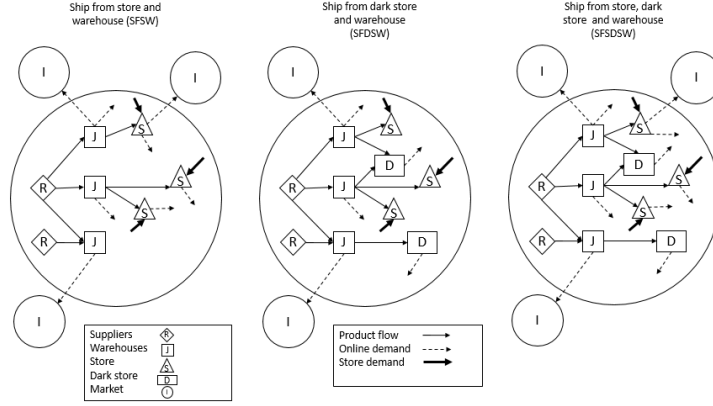 Ship from store and
warehouse (SFSW)
Ship from dark store
and warehouse
(SFDSW)
Ship from store, dark
store and warehouse
(SFSDSW)
I
I
J
S
R
J
S
S
R
J
I
I
J
S
D
R
J
S
S
R
J
D
I
I
I
J
S
D
R
J
S
S
R
J
D
I
Suppliers R
Warehouses J
Store S
Dark store D
Market I
Product flow
Online demand
Store demand